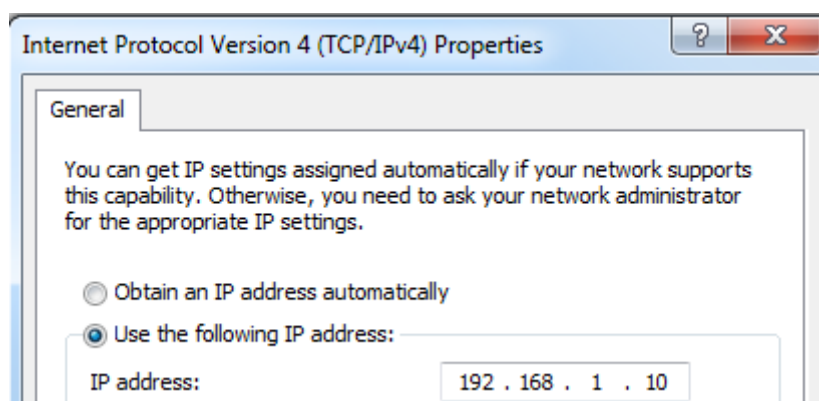 Internet Protocol Version 4 (TCP/IPv4) Properties
General
You can get IP settings assigned automatically if your network supports
this capability. Otherwise, you need to ask your network administrator
for the appropriate IP settings.
Obtain an IP address automatically
Use the following IP address:
IP address: 192 . 168 . 1 . 10